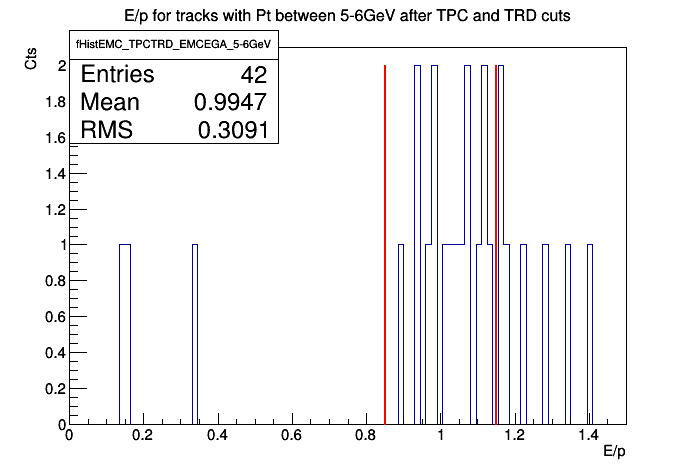 E/p for tracks with Pt between 5-6GeV after TPC and TRD cuts
fHistEMC_TPCTRD_EMCEGA_5-6GeV
Entries 42
Mean 0.9947
RMS 0.3091
Cts
2
1.8
1.6
1.4
1.2
1
0.8
0.6
0.4
0.2
0
0 0.2 0.4 0.6 0.8 1 1.2 1.4
E/p